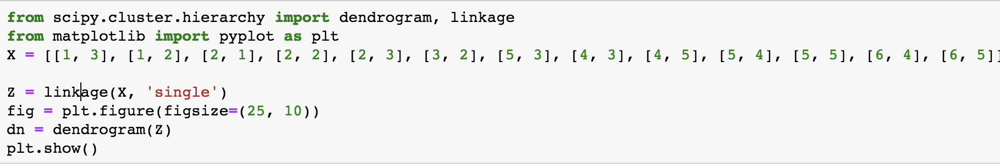 from scipy.cluster.hierarchy import dendrogram, linkage
from matplotlib import pyplot as plt
X = [[1, 3], [1, 2], [2, 1], [2, 2], [2, 3], [3, 2], [5, 3], [4, 3], [4, 5], [5, 4], [5, 5], [6, 4], [6, 5]]
Z = linkage(X, 'single')
fig = plt.figure(figsize=(25, 10))
dn = dendrogram(Z)
plt.show()